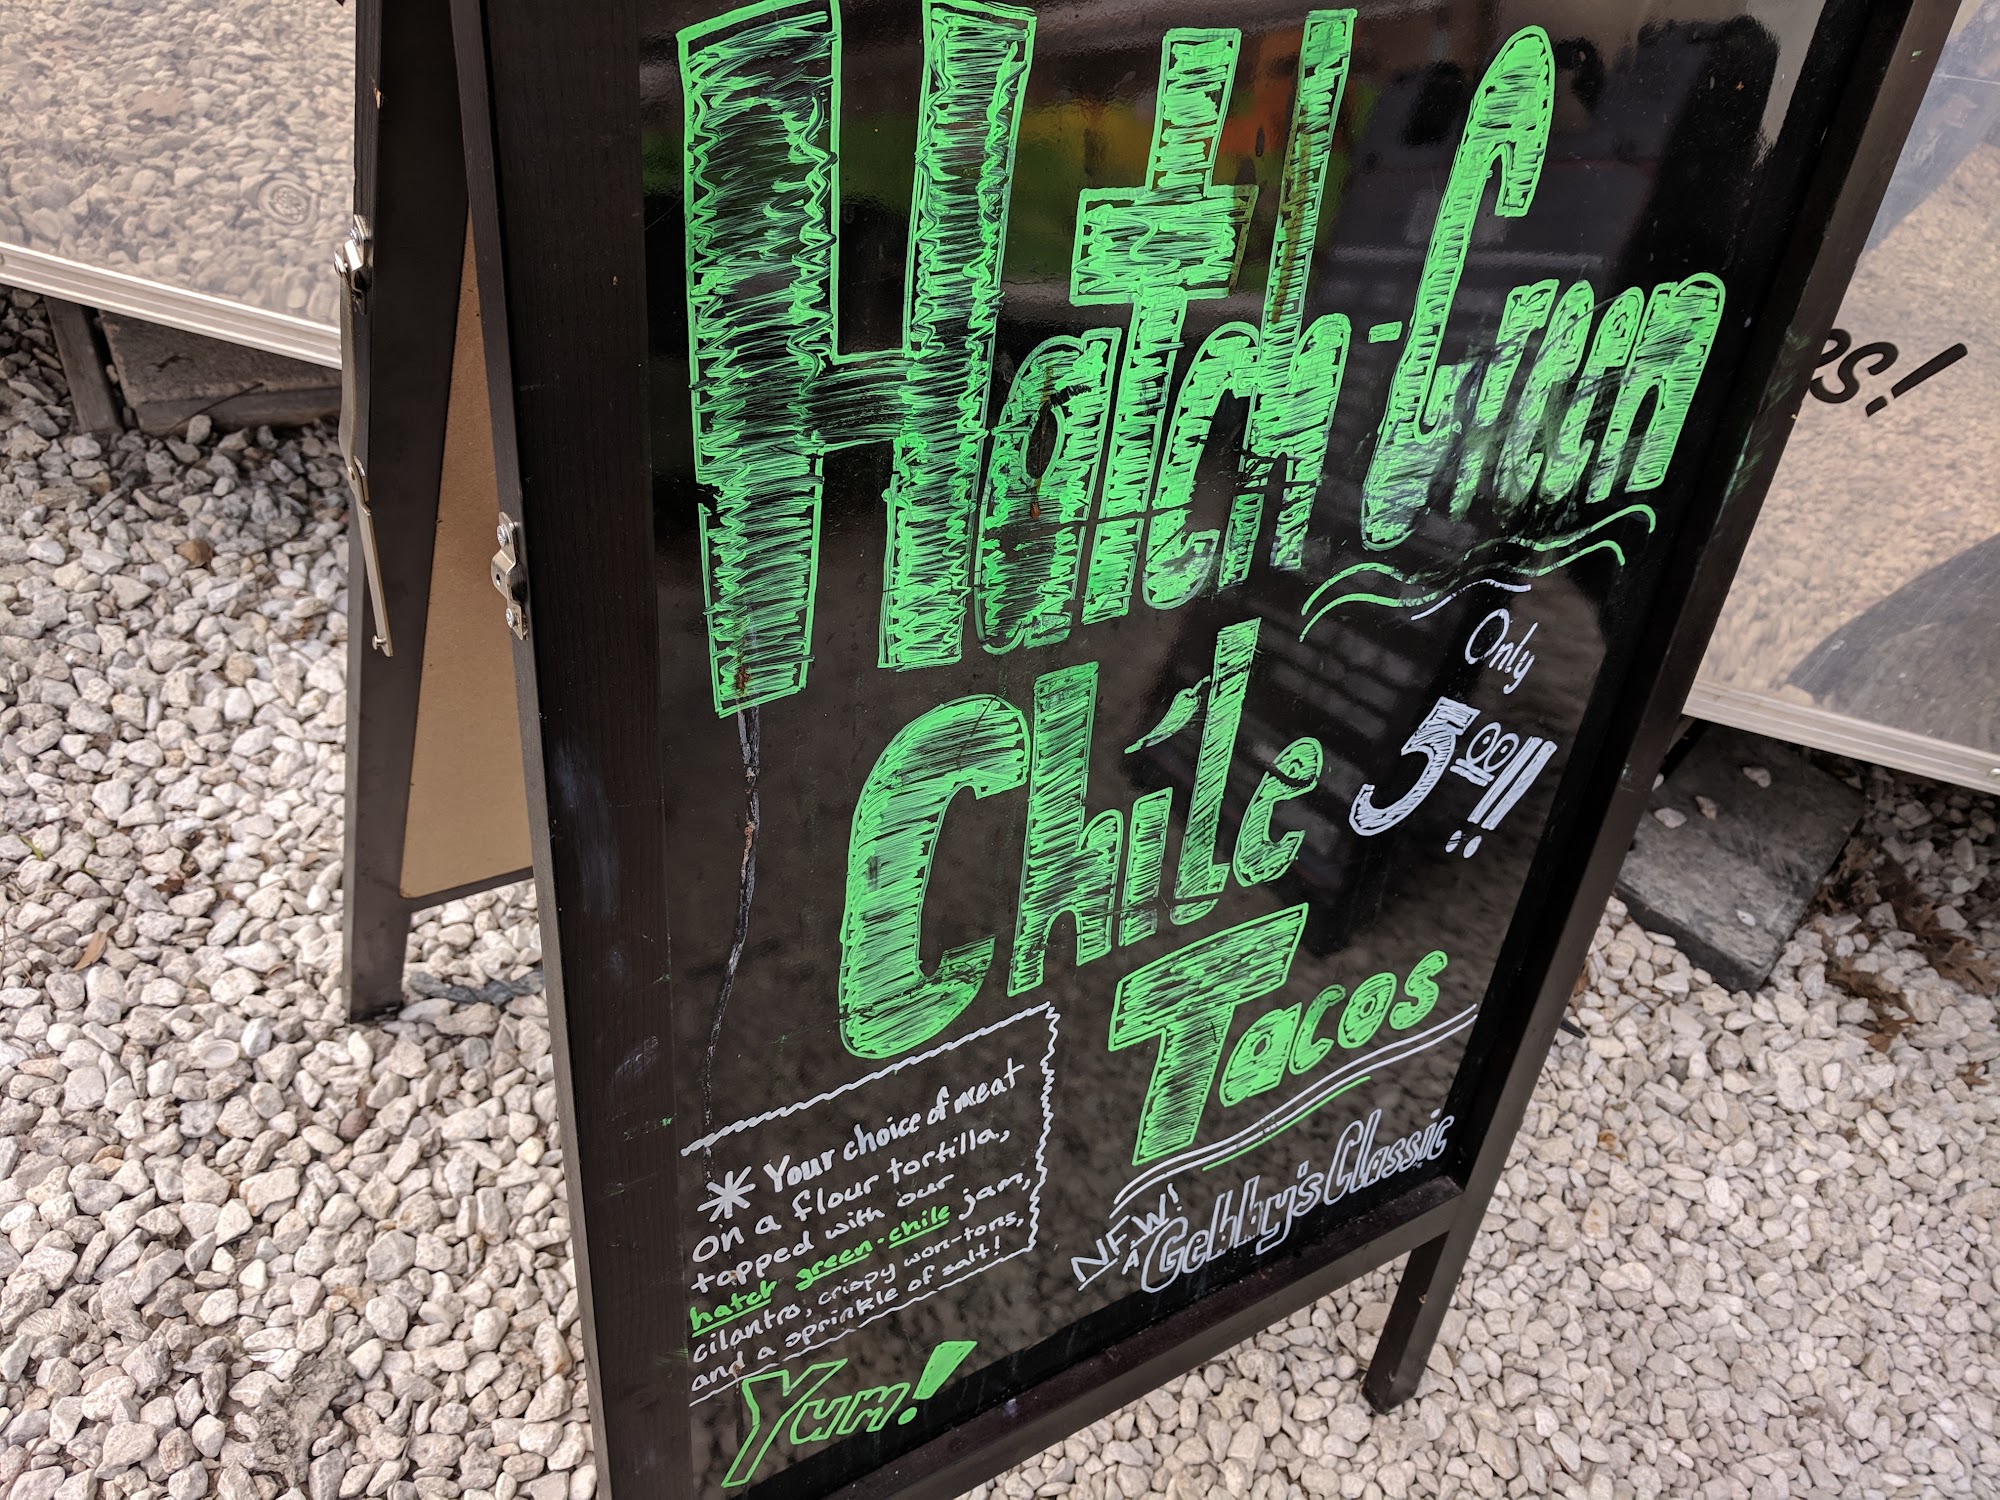 Hatch-Green
Chile
Tacos
Only
5.00!!
* Your choice of meat
on a flour tortilla,
topped with our
hatch green-chile jam,
cilantro, crispy won-tons,
and a sprinkle of salt!
Yum!
NEW!
A Gebby's Classic
os!